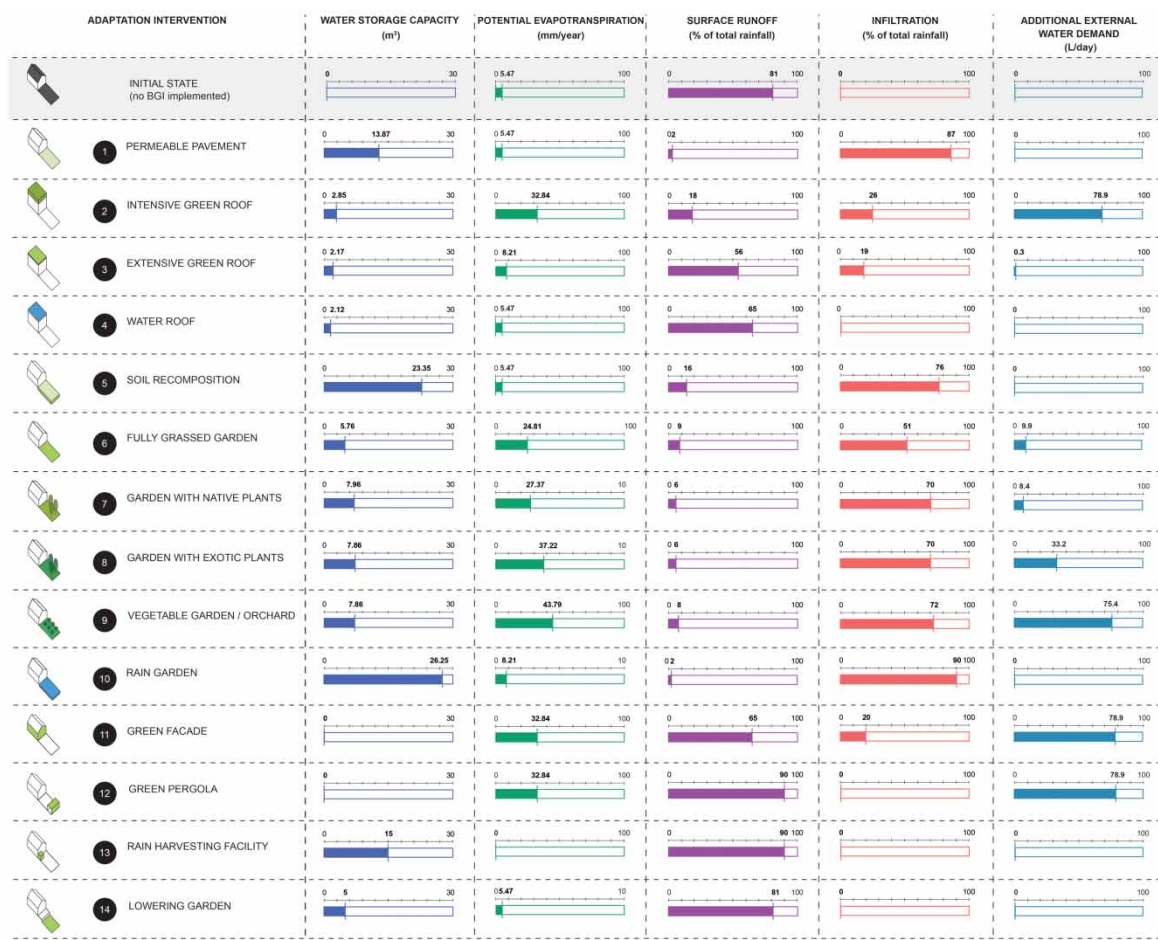 ADAPTATION INTERVENTION WATER STORAGE CAPACITY POTENTIAL EVAPOTRANSPIRATION SURFACE RUNOFF INFILTRATION ADDITIONAL EXTERNAL
(m³) (mm/year) (% of total rainfall) (% of total rainfall) WATER DEMAND
(L/day)
0 30 0 5.47 100 81 100 0 100 0 100
INITIAL STATE
(no BGI implemented)
0 13.87 30 0 5.47 100 0 2 100 0 87 100 0 100
1 PERMEABLE PAVEMENT
0 2.85 30 0 32.84 100 0 18 100 0 26 100 0 78.9 100
2 INTENSIVE GREEN ROOF
0 2.17 30 0 8.21 100 0 56 100 0 19 100 0.3 100
3 EXTENSIVE GREEN ROOF
0 2.12 30 0 5.47 100 0 65 100 0 100 0 100
4 WATER ROOF
0 23.35 30 0 5.47 100 0 16 100 0 76 100 0 100
5 SOIL RECOMPOSITION
0 5.76 30 0 24.81 100 0 9 100 0 51 100 0 9.9 100
6 FULLY GRASSED GARDEN
0 7.96 30 0 27.37 10 0 6 100 0 70 100 0 8.4 100
7 GARDEN WITH NATIVE PLANTS
0 7.86 30 0 37.22 10 0 6 100 0 70 100 0 33.2 100
8 GARDEN WITH EXOTIC PLANTS
0 7.86 30 0 43.79 100 0 8 100 0 72 100 0 75.4 100
9 VEGETABLE GARDEN / ORCHARD
0 26.25 30 0 8.21 10 0 2 100 0 90 100 0 100
10 RAIN GARDEN
0 30 0 32.84 100 0 65 100 0 20 100 0 78.9 100
11 GREEN FACADE
0 30 0 32.84 100 0 90 100 0 100 0 78.9 100
12 GREEN PERGOLA
0 15 30 0 100 0 90 100 0 100 0 100
13 RAIN HARVESTING FACILITY
0 5 30 0 5.47 10 0 81 100 0 100 0 100
14 LOWERING GARDEN